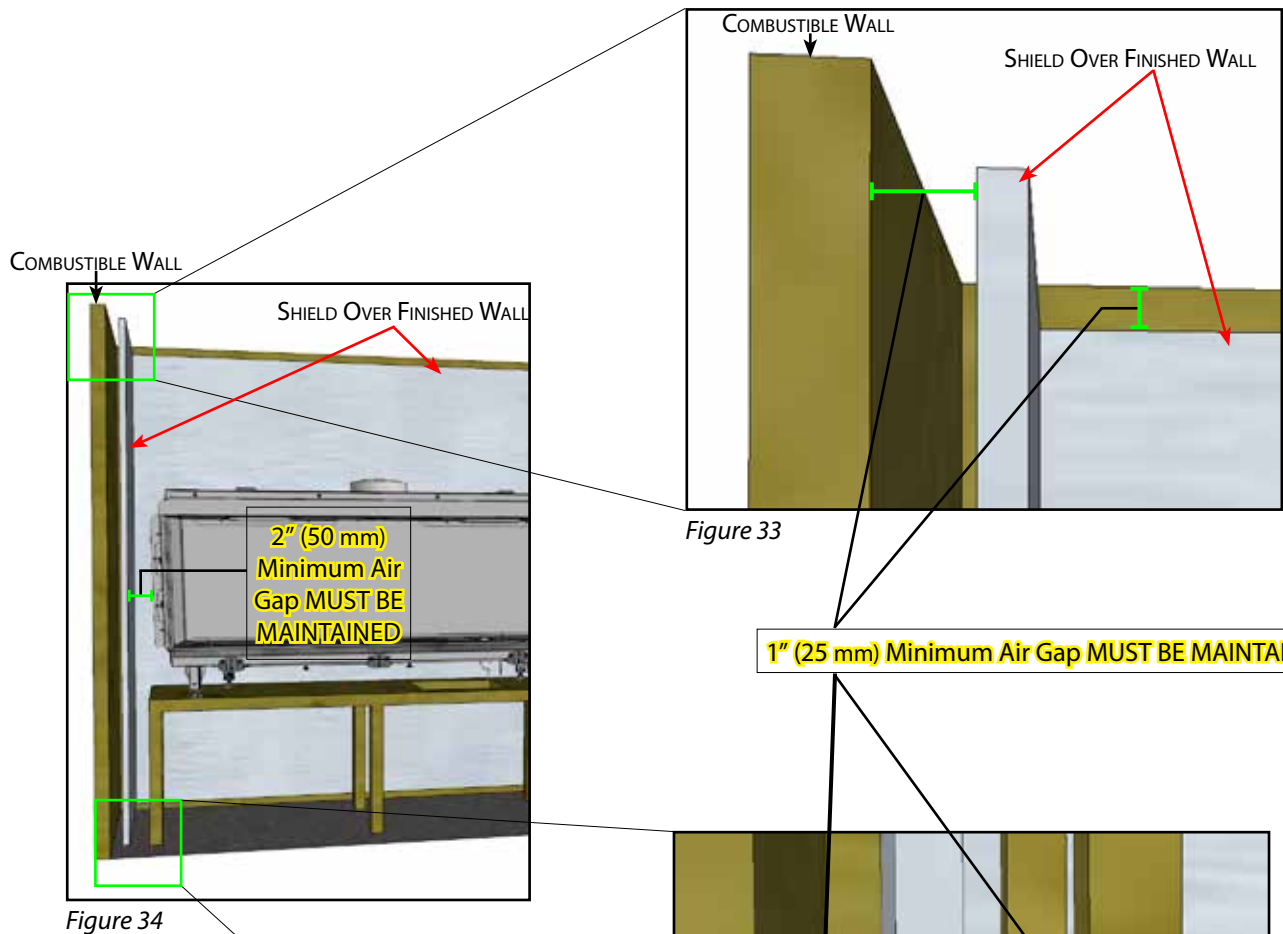 Combustible Wall
Shield Over Finished Wall
Figure 33
Combustible Wall
Shield Over Finished Wall
2” (50 mm)
Minimum Air
Gap MUST BE
MAINTAINED
1” (25 mm) Minimum Air Gap MUST BE
Figure 34